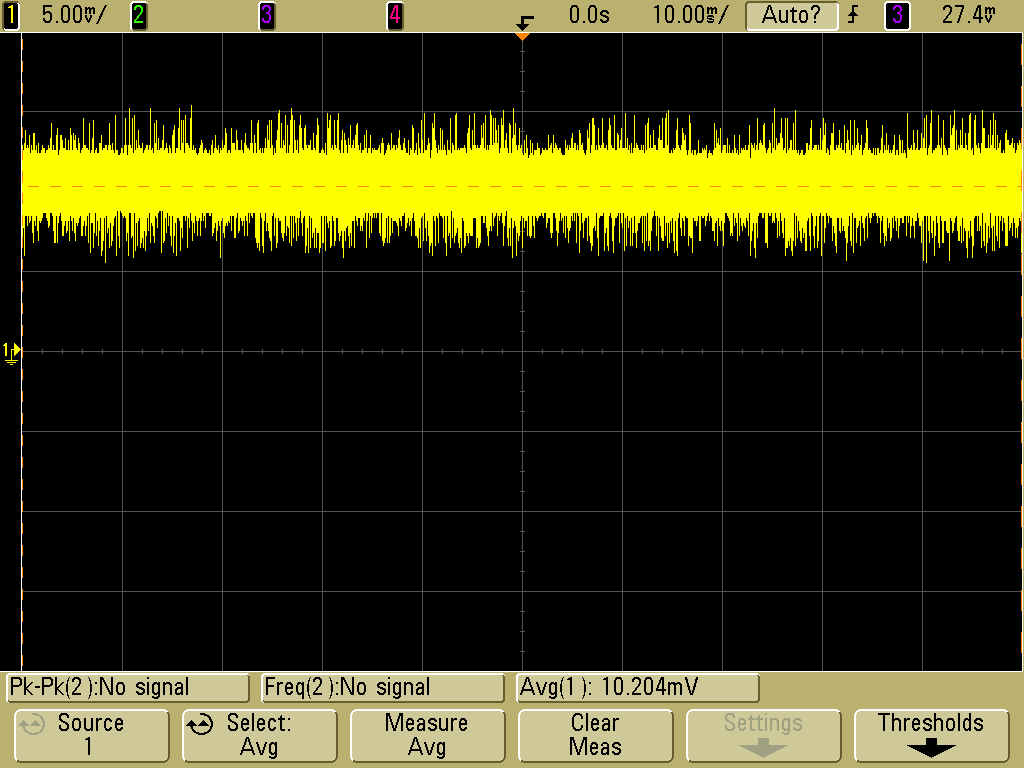 1 5.00mV/ 2 3 4 0.0s 10.00ms/ Auto? 3 27.4mV
1
Pk-Pk(2):No signal Freq(2):No signal Avg(1): 10.204mV
Source Select: Measure Clear Settings Thresholds
1 Avg Avg Meas